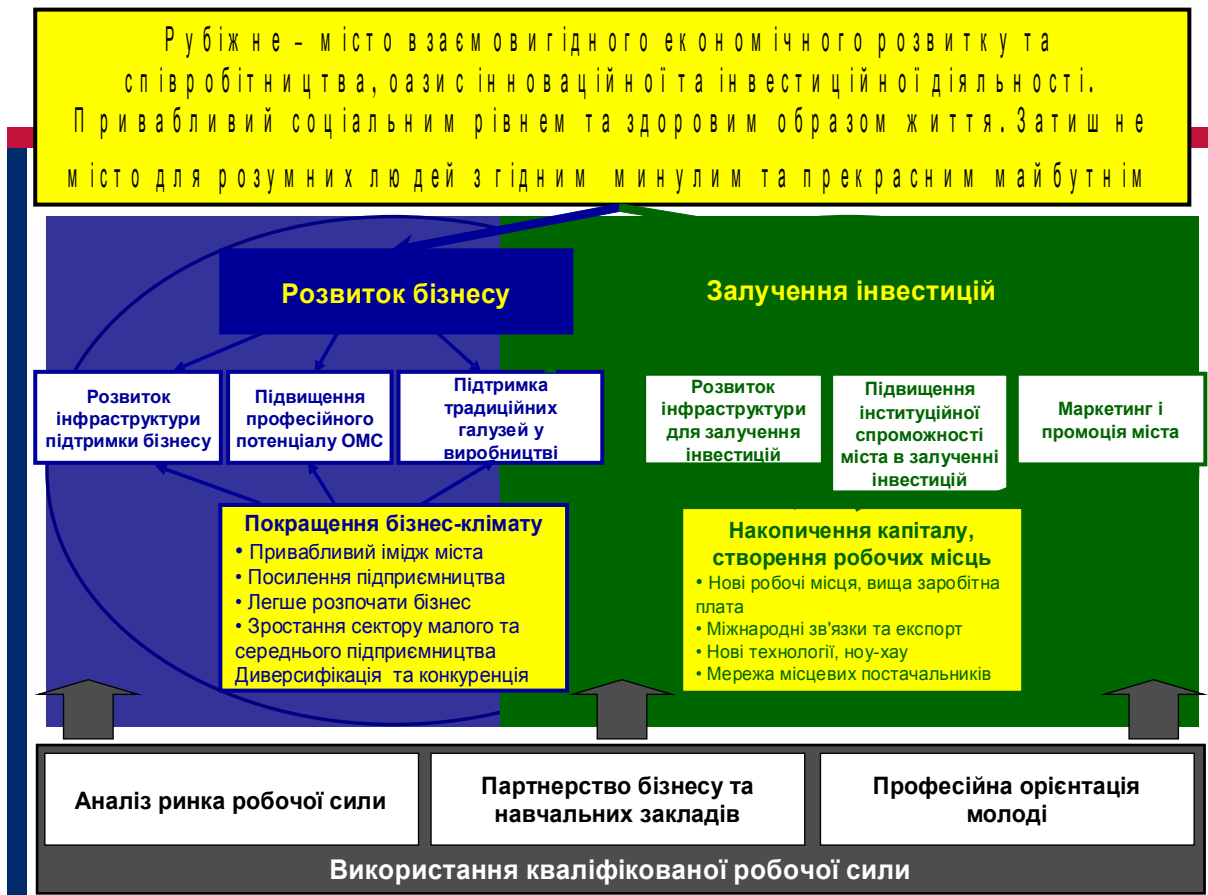 Рубіжне – місто взаємовигідного економічного розвитку та
співробітництва, оазис інноваційної та інвестиційної діяльності.
Привабливий соціальним рівнем та здоровим образом життя. Затишне
місто для розумних людей з гідним минулим та прекрасним майбутнім
Розвиток бізнесу
Залучення інвестицій
Розвиток
інфраструктури
підтримки бізнесу
Підвищення
професійного
потенціалу ОМС
Підтримка
традиційних
галузей у
виробництві
Розвиток
інфраструктури
для залучення
інвестицій
Підвищення
інституційної
спроможності
міста в залученні
інвестицій
Маркетинг і
промоція міста
Покращення бізнес-клімату
• Привабливий імідж міста
• Посилення підприємництва
• Легше розпочати бізнес
• Зростання сектору малого та
середнього підприємництва
Диверсифікація та конкуренція
Накопичення капіталу,
створення робочих місць
• Нові робочі місця, вища заробітна
плата
• Міжнародні зв'язки та експорт
• Нові технології, ноу-хау
• Мережа місцевих постачальників
Аналіз ринка робочої сили
Партнерство бізнесу та
навчальних закладів
Професійна орієнтація
молоді
Використання кваліфікованої робочої сили